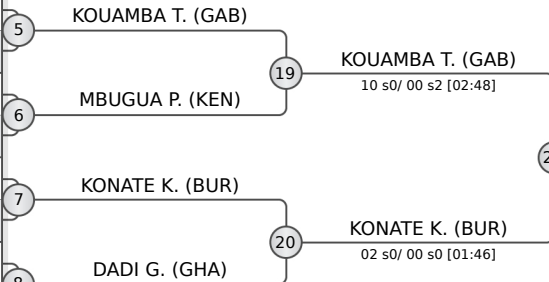 KOUAMBA T. (GAB)
5
19
KOUAMBA T. (GAB)
10 s0/ 00 s2 [02:48]
MBUGUA P. (KEN)
6
KONATE K. (BUR)
7
20
KONATE K. (BUR)
02 s0/ 00 s0 [01:46]
DADI G. (GHA)
8